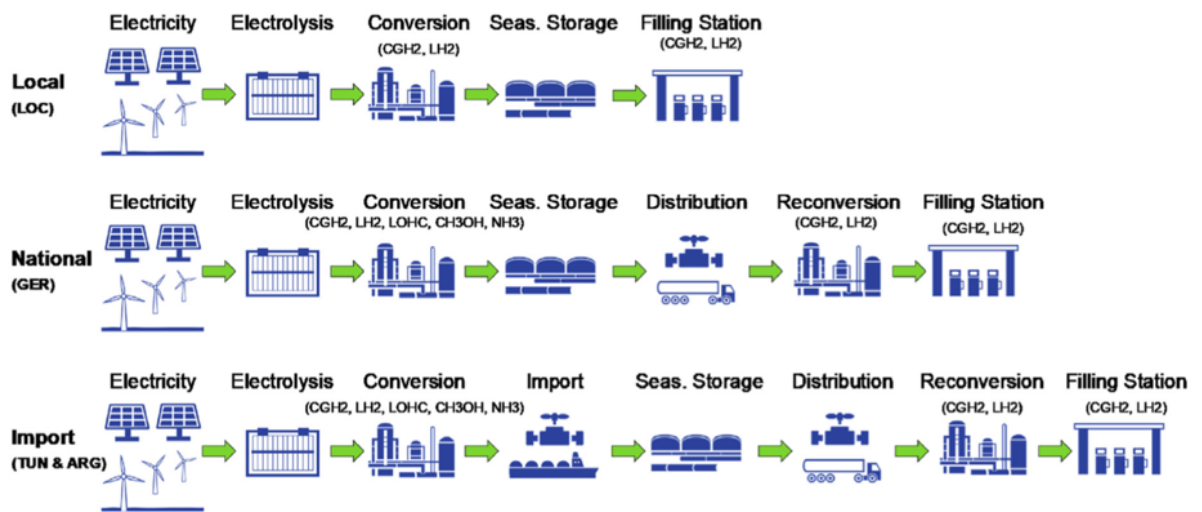 Electricity Electrolysis Conversion Seas. Storage Filling Station
(CGH2, LH2) (CGH2, LH2)
Local
(LOC)
Electricity Electrolysis Conversion Seas. Storage Distribution Reconversion Filling Station
(CGH2, LH2, LOHC, CH3OH, NH3) (CGH2, LH2) (CGH2, LH2)
National
(GER)
Electricity Electrolysis Conversion Import Seas. Storage Distribution Reconversion Filling Station
(CGH2, LH2, LOHC, CH3OH, NH3) (CGH2, LH2) (CGH2, LH2)
Import
(TUN & ARG)